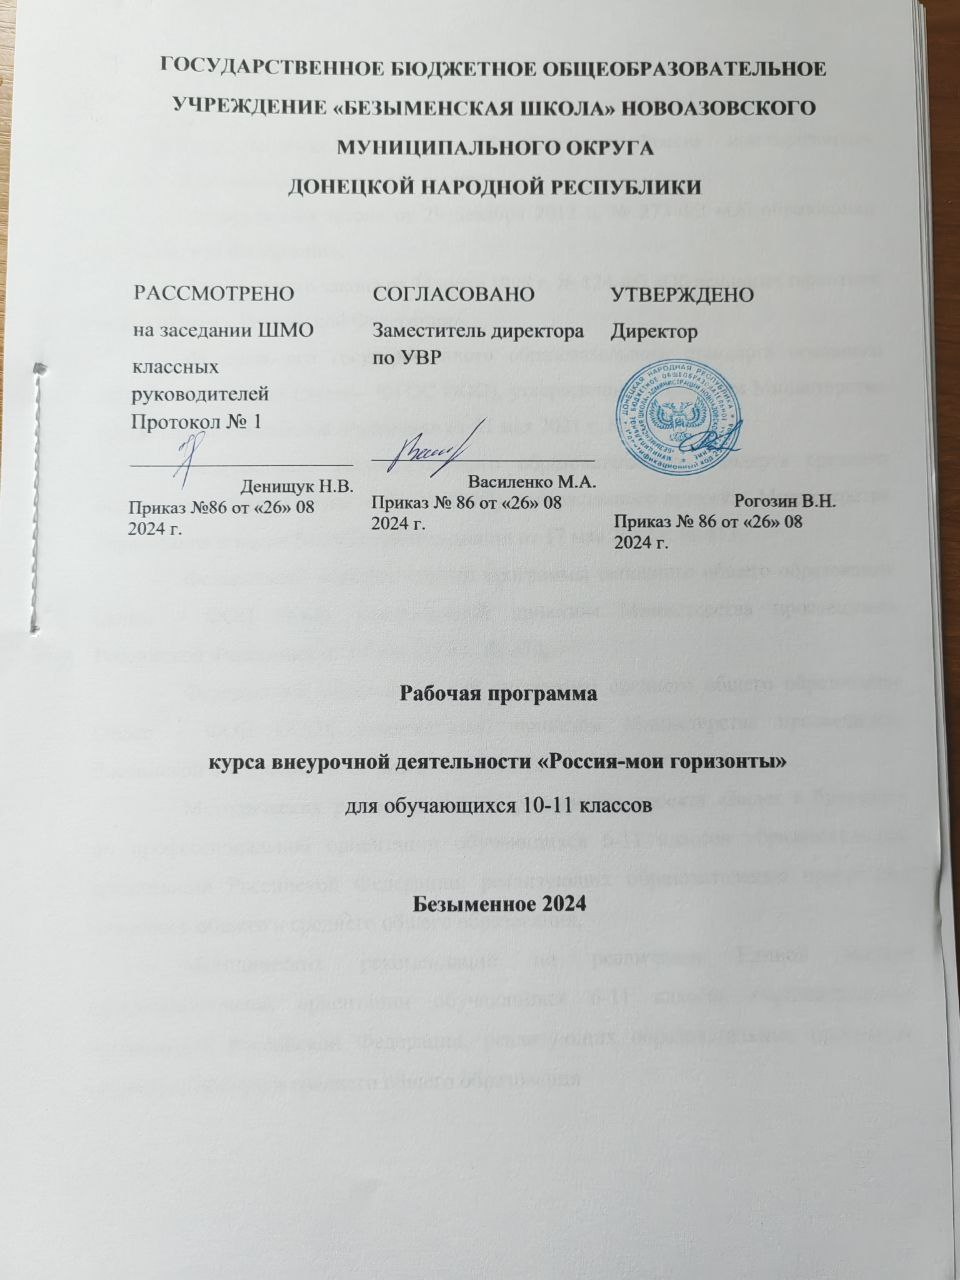 ГОСУДАРСТВЕННОЕ БЮДЖЕТНОЕ ОБЩЕОБРАЗОВАТЕЛЬНОЕ
УЧРЕЖДЕНИЕ «БЕЗЫМЕНСКАЯ ШКОЛА» НОВОАЗОВСКОГО
МУНИЦИПАЛЬНОГО ОКРУГА
ДОНЕЦКОЙ НАРОДНОЙ РЕСПУБЛИКИ
РАССМОТРЕНО
на заседании ШМО
классных
руководителей
Протокол № 1
Денищук Н.В.
Приказ №86 от «26» 08
2024 г.
СОГЛАСОВАНО
Заместитель директора
по УВР
Василенко М.А.
Приказ № 86 от «26» 08
2024 г.
УТВЕРЖДЕНО
Директор
ДОНЕЦКАЯ НАРОДНАЯ РЕСПУБЛИКА
Рогозин В.Н.
Приказ № 86 от «26» 08
2024 г.
Рабочая программа
курса внеурочной деятельности «Россия-мои горизонты»
для обучающихся 10-11 классов
Безыменное 2024